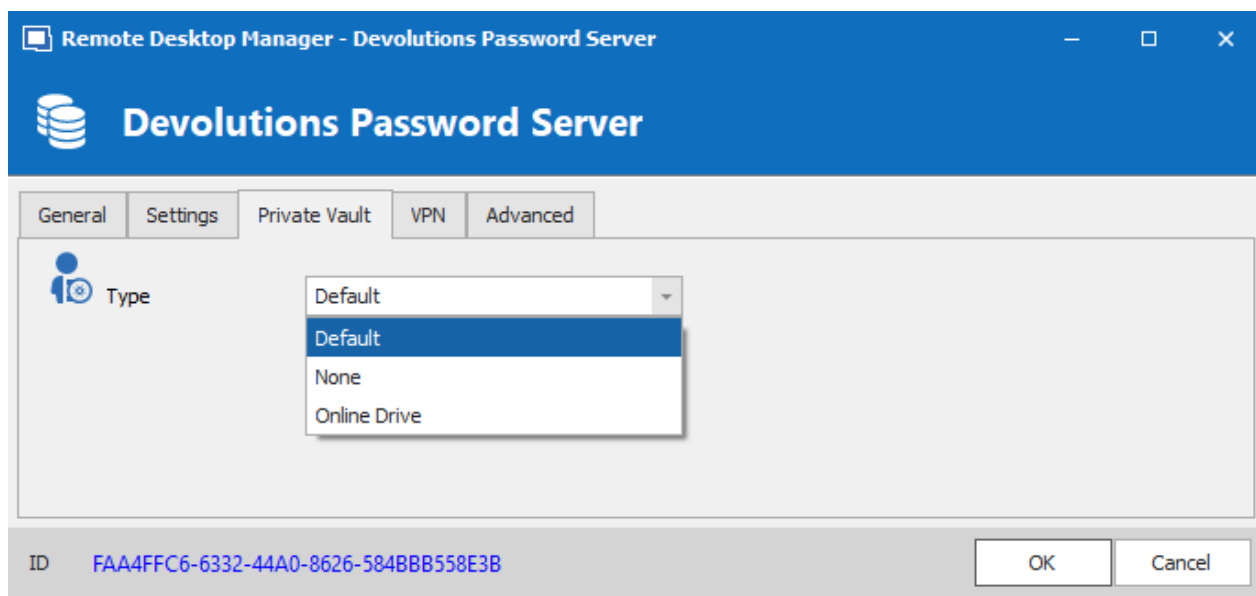 Remote Desktop Manager - Devolutions Password Server
Devolutions Password Server
General Settings Private Vault VPN Advanced
Type Default
Default
None
Online Drive
ID FAA4FFC6-6332-44A0-8626-584BBB558E3B OK Cancel